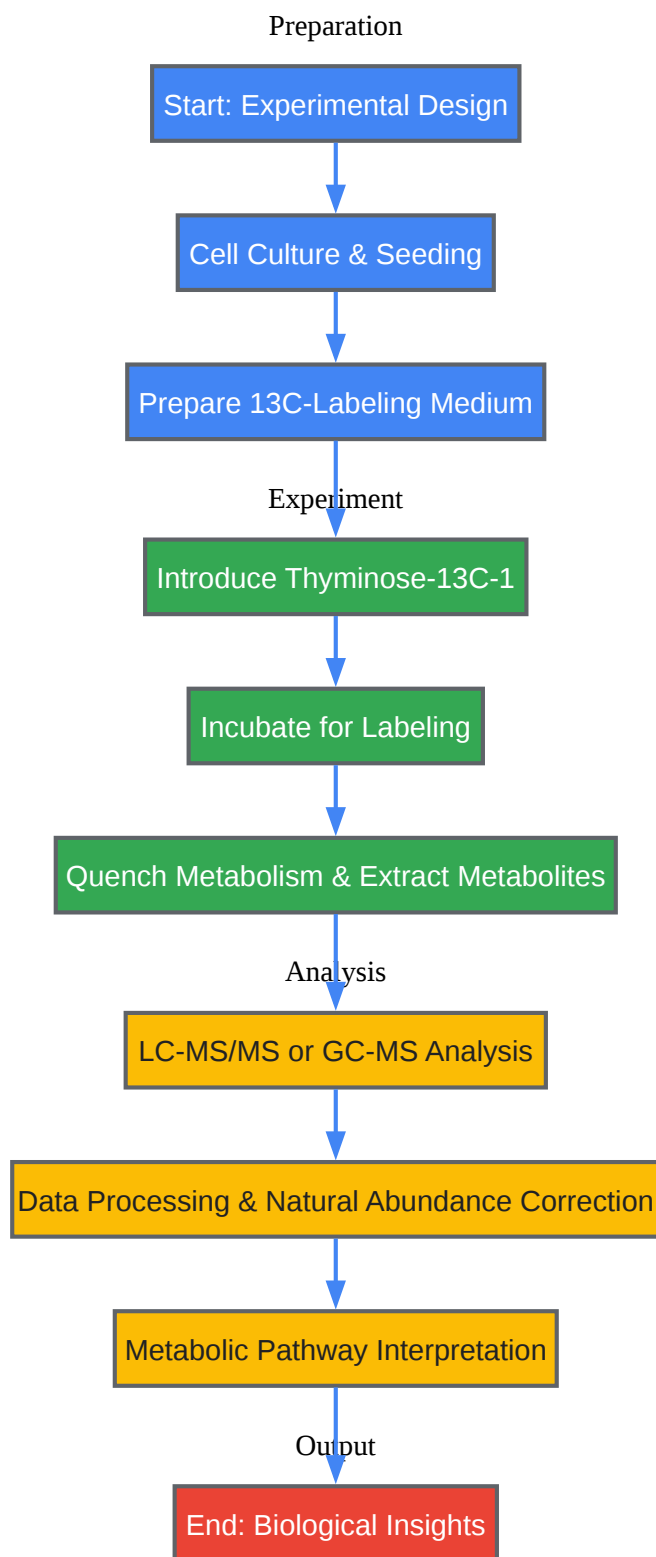 Preparation
Start: Experimental Design
Cell Culture & Seeding
Prepare 13C-Labeling Medium
Experiment
Introduce Thyminose-13C-1
Incubate for Labeling
Quench Metabolism & Extract Metabolites
Analysis
LC-MS/MS or GC-MS Analysis
Data Processing & Natural Abundance Correction
Metabolic Pathway Interpretation
Output
End: Biological Insights